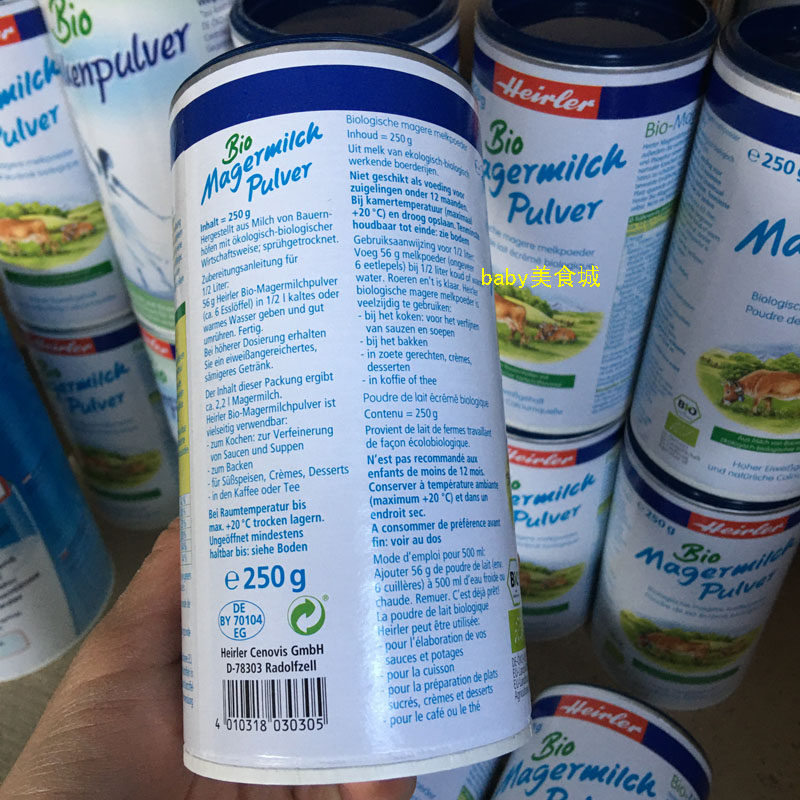 Bio
Magermilch
Pulver
Inhalt = 250 g
Hergestellt aus Milch von Bauern-
höfen mit ökologisch-biologischer
Wirtschaftsweise; sprühgetrocknet.
Zubereitungsanleitung für
1/2 Liter:
56 g Heirler Bio-Magermilchpulver
(ca. 6 Esslöffel) in 1/2 l kaltes oder
warmes Wasser geben und gut
umrühren. Fertig.
Bei höherer Dosierung erhalten
Sie ein eiweißangereichertes,
sämigeres Getränk.
Der Inhalt dieser Packung ergibt
ca. 2,2 l Magermilch.
Heirler Bio-Magermilchpulver ist
vielseitig verwendbar:
- zum Kochen: zur Verfeinerung
von Saucen und Suppen
- zum Backen
- für Süßspeisen, Crèmes, Desserts
- in den Kaffee oder Tee
Bei Raumtemperatur bis
max. +20 °C trocken lagern.
Ungeöffnet mindestens
haltbar bis: siehe Boden
e 250 g
DE
BY 70104
EG
Heirler Cenovis GmbH
D-78303 Radolfzell
4 010318 030305
Biologische magere melkpoeder
Inhoud = 250 g
Uit melk van ekologisch-biologisch
werkende boerderijen.
Niet geschikt als voeding voor
zuigelingen onder 12 maanden.
Bij kamertemperatuur (maximaal
+20 °C) en droog opslaan. Tenminste
houdbaar tot einde: zie bodem
Gebruiksaanwijzing voor 1/2 liter:
Voeg 56 g melkpoeder (ongeveer
6 eetlepels) bij 1/2 liter koud of
water. Roeren en't is klaar. Heirler
biologische magere melkpoeder is
veelzijdig te gebruiken:
- bij het koken: voor het verfijnen
van sauzen en soepen
- bij het bakken
- in zoete gerechten, crèmes,
desserten
- in koffie of thee
Poudre de lait écrémé biologique
Contenu = 250 g
Provient de lait de fermes travaillant
de façon écolobiologique.
N'est pas recommandé aux
enfants de moins de 12 mois.
Conserver à température ambiante
(maximum +20 °C) et dans un
endroit sec.
A consommer de préférence avant
fin: voir au dos
Mode d'emploi pour 500 ml:
Ajouter 56 g de poudre de lait (env.
6 cuillères) à 500 ml d'eau froide ou
chaude. Remuer. C'est déjà prêt!
La poudre de lait biologique
Heirler peut être utilisée:
- pour l'élaboration de vos
sauces et potages
- pour la cuisson
- pour la préparation de plats
sucrés, crèmes et desserts
- pour le café ou le thé
baby美食城
Heirler
Bio
Magermilch
Pulver
Heirler
Bio
Magermilch
Pulver
Heirler
Bio
Magermilch
Pulver
e 250 g
Heirler
Bio
Magermilch
Pulver
Heirler
Bio